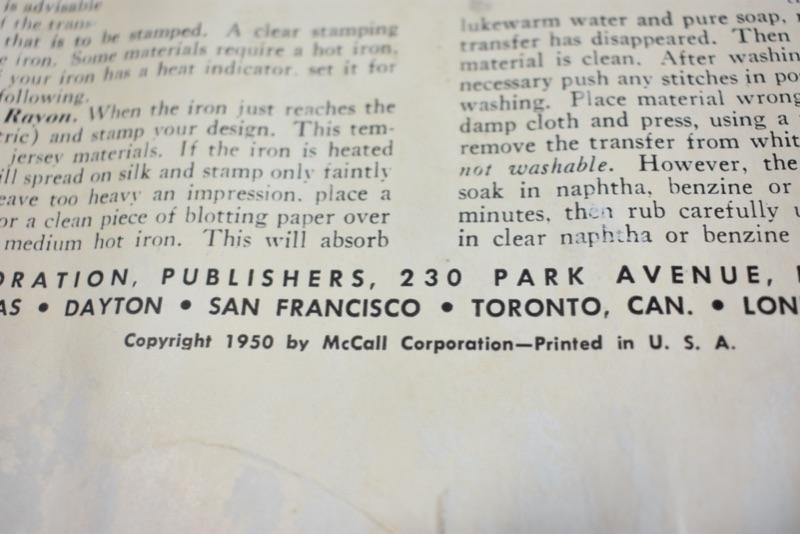 is advisable
f the trans-
that is to be stamped. A clear stamping
e iron. Some materials require a hot iron.
f your iron has a heat indicator, set it for
following.
Rayon. When the iron just reaches the
tric) and stamp your design. This tem-
jersey materials. If the iron is heated
ill spread on silk and stamp only faintly
eave too heavy an impression, place a
or a clean piece of blotting paper over
medium hot iron. This will absorb
lukewarm water and pure soap,
transfer has disappeared. Then
material is clean. After washin
necessary push any stitches in po
washing. Place material wrong
damp cloth and press, using a
remove the transfer from whit
not washable. However, the
soak in naphtha, benzine or
minutes, then rub carefully u
in clear naphtha or benzine
ORATION, PUBLISHERS, 230 PARK AVENUE,
AS • DAYTON • SAN FRANCISCO • TORONTO, CAN. • LON
Copyright 1950 by McCall Corporation—Printed in U. S. A.